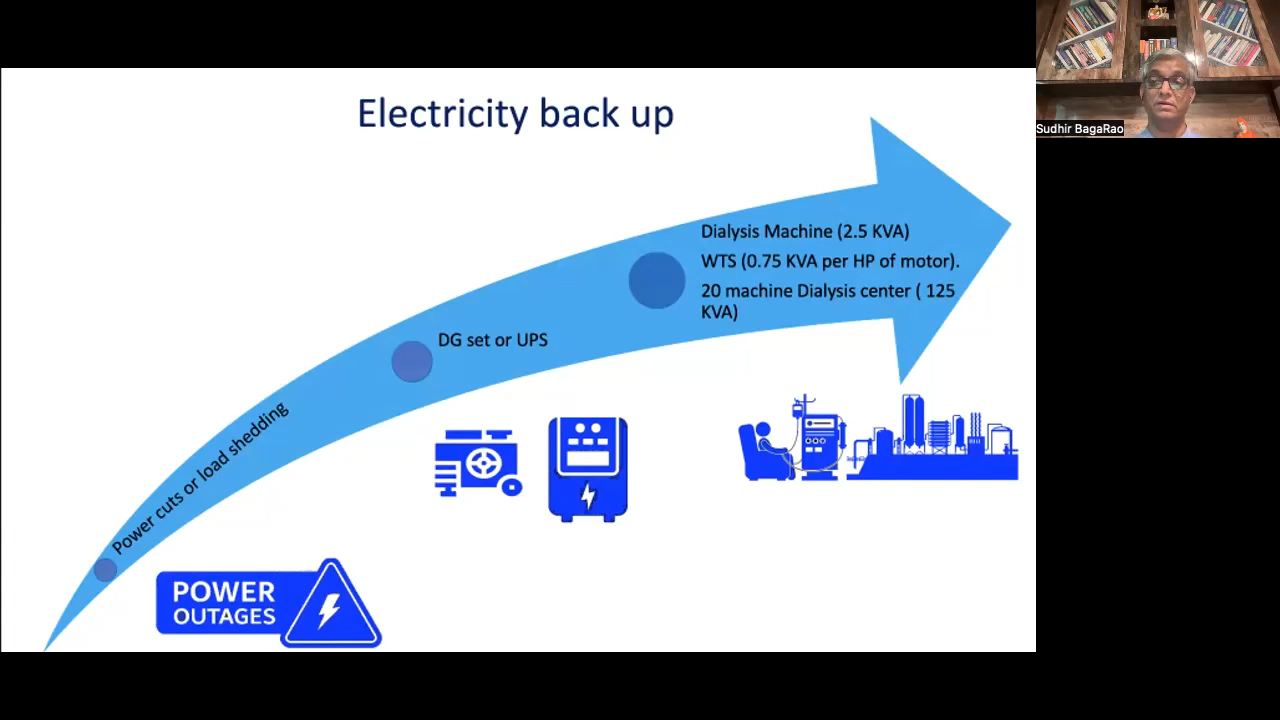 Electricity back up
Sudhir BagaRao
Dialysis Machine (2.5 KVA)
WTS (0.75 KVA per HP of motor).
20 machine Dialysis center ( 125
KVA)
DG set or UPS
Power cuts or load shedding
POWER
OUTAGES